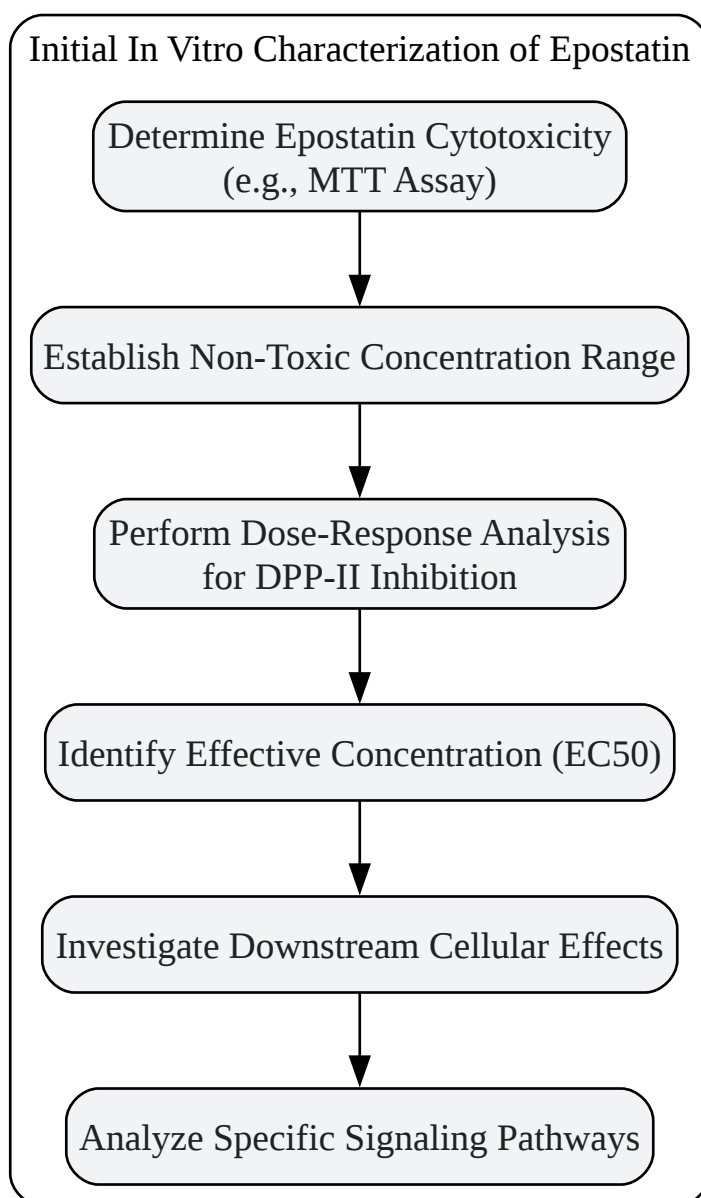 Initial In Vitro Characterization of Epostatin
Determine Epostatin Cytotoxicity
(e.g., MTT Assay)
Establish Non-Toxic Concentration Range
Perform Dose-Response Analysis
for DPP-II Inhibition
Identify Effective Concentration (EC50)
Investigate Downstream Cellular Effects
Analyze Specific Signaling Pathways